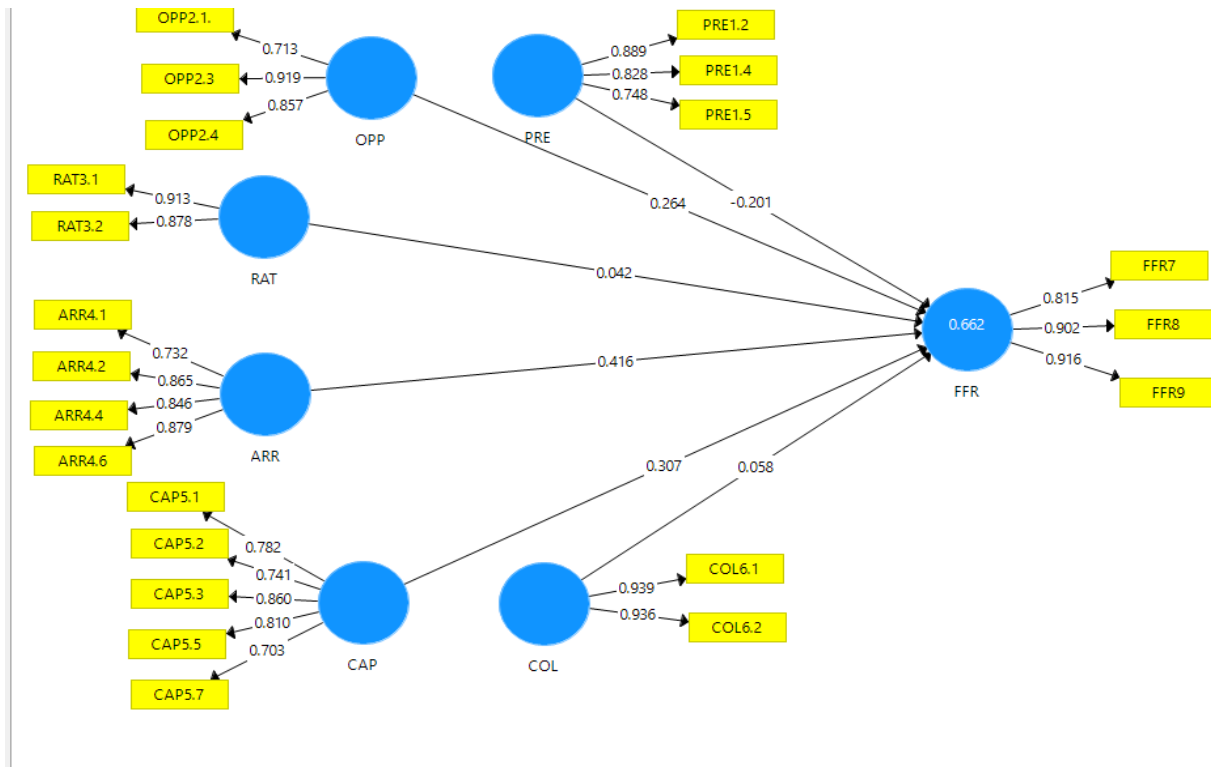 OPP2.1.
0.713
OPP2.3
0.919
OPP2.4
0.857
OPP
PRE1.2
0.889
PRE1.4
0.828
PRE1.5
0.748
PRE
RAT3.1
0.913
RAT3.2
0.878
RAT
0.264
-0.201
0.042
ARR4.1
0.732
ARR4.2
0.865
ARR4.4
0.846
ARR4.6
0.879
ARR
0.416
0.662
FFR
FFR7
0.815
FFR8
0.902
FFR9
0.916
0.307
0.058
CAP5.1
0.782
CAP5.2
0.741
CAP5.3
0.860
CAP5.5
0.810
CAP5.7
0.703
CAP
COL6.1
0.939
COL6.2
0.936
COL